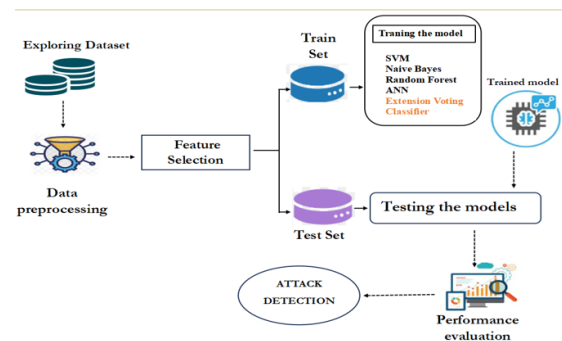 Exploring Dataset
Data
preprocessing
Feature
Selection
Train
Set
Traning the model
SVM
Naive Bayes
Random Forest
ANN
Extension Voting
Classifier
Trained model
Test Set
Testing the models
Performance
evaluation
ATTACK
DETECTION